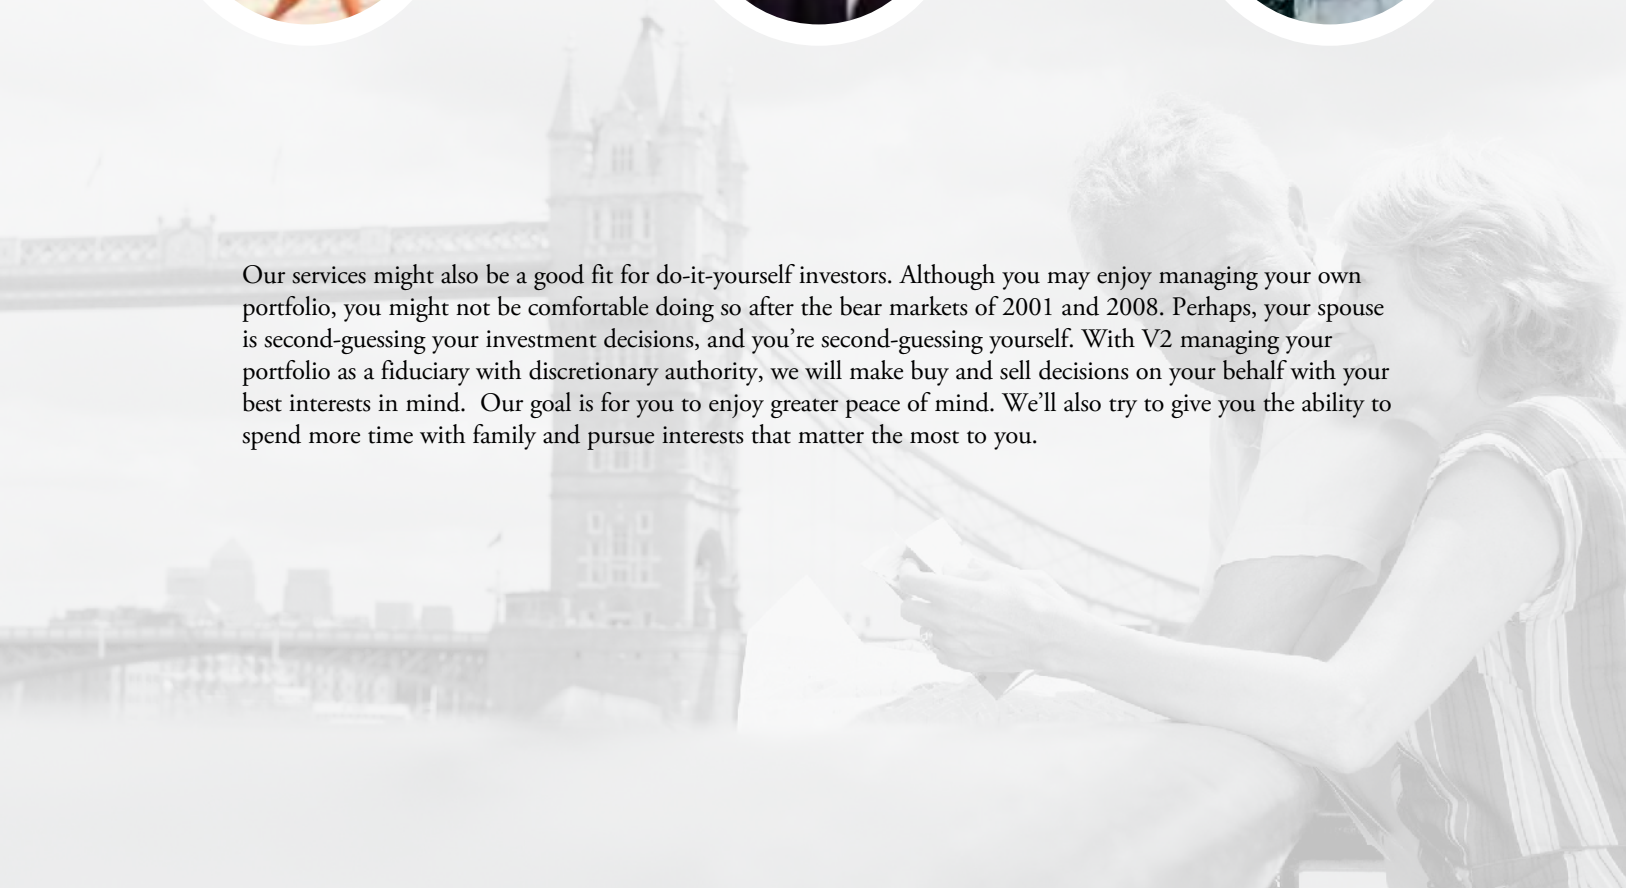 Our services might also be a good fit for do-it-yourself investors. Although you may enjoy managing your own
portfolio, you might not be comfortable doing so after the bear markets of 2001 and 2008. Perhaps, your spouse
is second-guessing your investment decisions, and you’re second-guessing yourself. With V2 managing your
portfolio as a fiduciary with discretionary authority, we will make buy and sell decisions on your behalf with your
best interests in mind.  Our goal is for you to enjoy greater peace of mind. We’ll also try to give you the ability to
spend more time with family and pursue interests that matter the most to you.